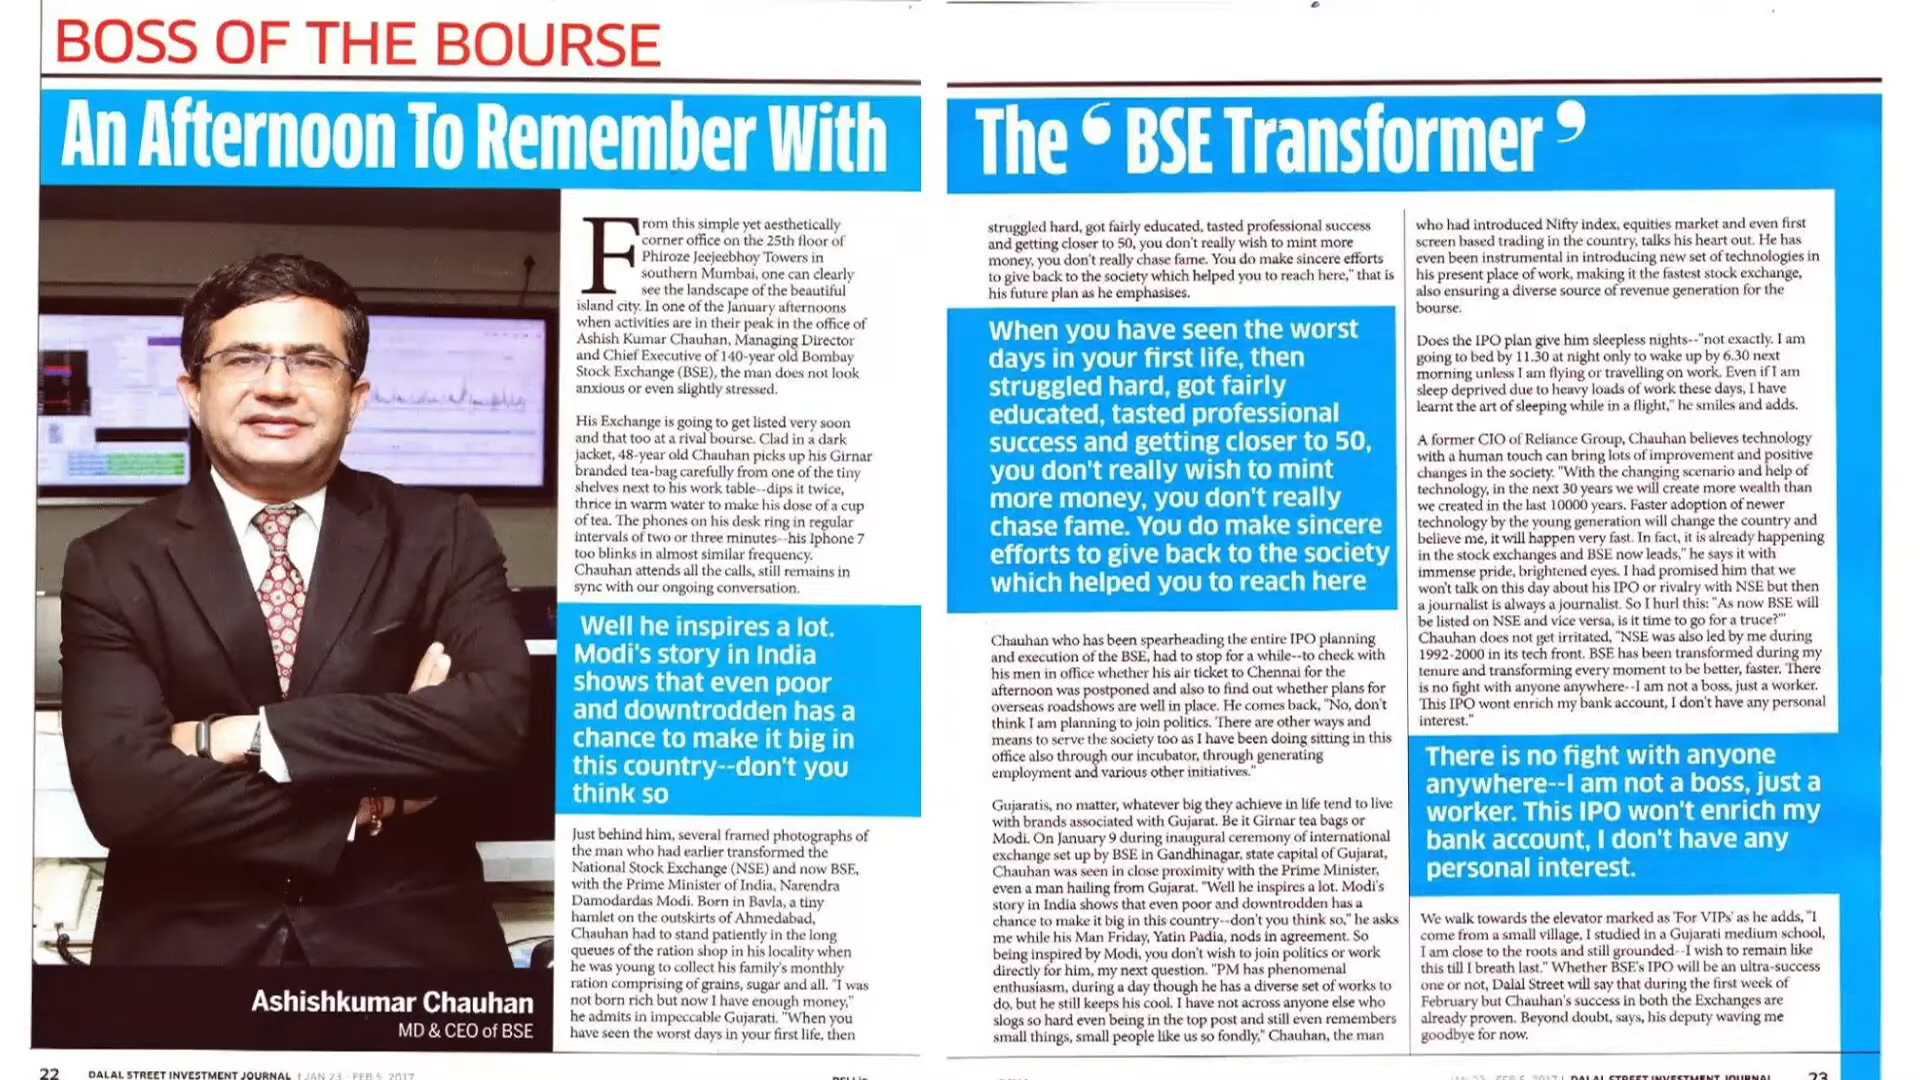 BOSS OF THE BOURSE
An Afternoon To Remember With
The ‘ BSE Transformer ’
From this simple yet aesthetically
corner office on the 25th floor of
Phiroze Jeejeebhoy Towers in
southern Mumbai, one can clearly
see the landscape of the beautiful
island city. In one of the January afternoons
when activities are in their peak in the office of
Ashish Kumar Chauhan, Managing Director
and Chief Executive of 140-year old Bombay
Stock Exchange (BSE), the man does not look
anxious or even slightly stressed.
His Exchange is going to get listed very soon
and that too at a rival bourse. Clad in a dark
jacket, 48-year old Chauhan picks up his Girnar
branded tea-bag carefully from one of the tiny
shelves next to his work table--dips it twice,
thrice in warm water to make his dose of a cup
of tea. The phones on his desk ring in regular
intervals of two or three minutes--his Iphone 7
too blinks in almost similar frequency.
Chauhan attends all the calls, still remains in
sync with our ongoing conversation.
Well he inspires a lot.
Modi's story in India
shows that even poor
and downtrodden has a
chance to make it big in
this country--don't you
think so
Just behind him, several framed photographs of
the man who had earlier transformed the
National Stock Exchange (NSE) and now BSE,
with the Prime Minister of India, Narendra
Damodardas Modi. Born in Bavla, a tiny
hamlet on the outskirts of Ahmedabad,
Chauhan had to stand patiently in the long
queues of the ration shop in his locality when
he was young to collect his family's monthly
ration comprising of grains, sugar and all. "I was
not born rich but now I have enough money,"
he admits in impeccable Gujarati. "When you
have seen the worst days in your first life, then
Ashishkumar Chauhan
MD & CEO of BSE
22 DALAL STREET INVESTMENT JOURNAL I JAN 23 - FEB 5, 2017
struggled hard, got fairly educated, tasted professional success
and getting closer to 50, you don't really wish to mint more
money, you don't really chase fame. You do make sincere efforts
to give back to the society which helped you to reach here," that is
his future plan as he emphasises.
When you have seen the worst
days in your first life, then
struggled hard, got fairly
educated, tasted professional
success and getting closer to 50,
you don't really wish to mint
more money, you don't really
chase fame. You do make sincere
efforts to give back to the society
which helped you to reach here
Chauhan who has been spearheading the entire IPO planning
and execution of the BSE, had to stop for a while--to check with
his men in office whether his air ticket to Chennai for the
afternoon was postponed and also to find out whether plans for
overseas roadshows are well in place. He comes back, "No, don't
think I am planning to join politics. There are other ways and
means to serve the society too as I have been doing sitting in this
office also through our incubator, through generating
employment and various other initiatives."
Gujaratis, no matter, whatever big they achieve in life tend to live
with brands associated with Gujarat. Be it Girnar tea bags or
Modi. On January 9 during inaugural ceremony of international
exchange set up by BSE in Gandhinagar, state capital of Gujarat,
Chauhan was seen in close proximity with the Prime Minister,
even a man hailing from Gujarat. "Well he inspires a lot. Modi's
story in India shows that even poor and downtrodden has a
chance to make it big in this country--don't you think so," he asks
me while his Man Friday, Yatin Padia, nods in agreement. So
being inspired by Modi, you don't wish to join politics or work
directly for him, my next question. "PM has phenomenal
enthusiasm, during a day though he has a diverse set of works to
do, but he still keeps his cool. I have not across anyone else who
slogs so hard even being in the top post and still even remembers
small things, small people like us so fondly," Chauhan, the man
who had introduced Nifty index, equities market and even first
screen based trading in the country, talks his heart out. He has
even been instrumental in introducing new set of technologies in
his present place of work, making it the fastest stock exchange,
also ensuring a diverse source of revenue generation for the
bourse.
Does the IPO plan give him sleepless nights--"not exactly. I am
going to bed by 11.30 at night only to wake up by 6.30 next
morning unless I am flying or travelling on work. Even if I am
sleep deprived due to heavy loads of work these days, I have
learnt the art of sleeping while in a flight," he smiles and adds.
A former CIO of Reliance Group, Chauhan believes technology
with a human touch can bring lots of improvement and positive
changes in the society. "With the changing scenario and help of
technology, in the next 30 years we will create more wealth than
we created in the last 10000 years. Faster adoption of newer
technology by the young generation will change the country and
believe me, it will happen very fast. In fact, it is already happening
in the stock exchanges and BSE now leads," he says it with
immense pride, brightened eyes. I had promised him that we
won't talk on this day about his IPO or rivalry with NSE but then
a journalist is always a journalist. So I hurl this: "As now BSE will
be listed on NSE and vice versa, is it time to go for a truce?"
Chauhan does not get irritated, "NSE was also led by me during
1992-2000 in its tech front. BSE has been transformed during my
tenure and transforming every moment to be better, faster. There
is no fight with anyone anywhere--I am not a boss, just a worker.
This IPO wont enrich my bank account, I don't have any personal
interest."
There is no fight with anyone
anywhere--I am not a boss, just a
worker. This IPO won't enrich my
bank account, I don't have any
personal interest.
We walk towards the elevator marked as 'For VIPs' as he adds, "I
come from a small village, I studied in a Gujarati medium school,
I am close to the roots and still grounded--I wish to remain like
this till I breath last." Whether BSE's IPO will be an ultra-success
one or not, Dalal Street will say that during the first week of
February but Chauhan's success in both the Exchanges are
already proven. Beyond doubt, says, his deputy waving me
goodbye for now.
JAN 23 - FEB 5, 2017 I DALAL STREET INVESTMENT JOURNAL 23